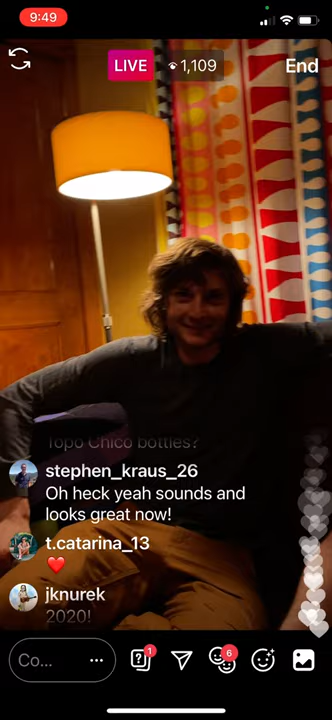 9:49
LIVE
1,109
End
Topo Chico bottles?
stephen_kraus_26
Oh heck yeah sounds and
looks great now!
t.catarina_13
jknurek
2020!
Co...
1
6